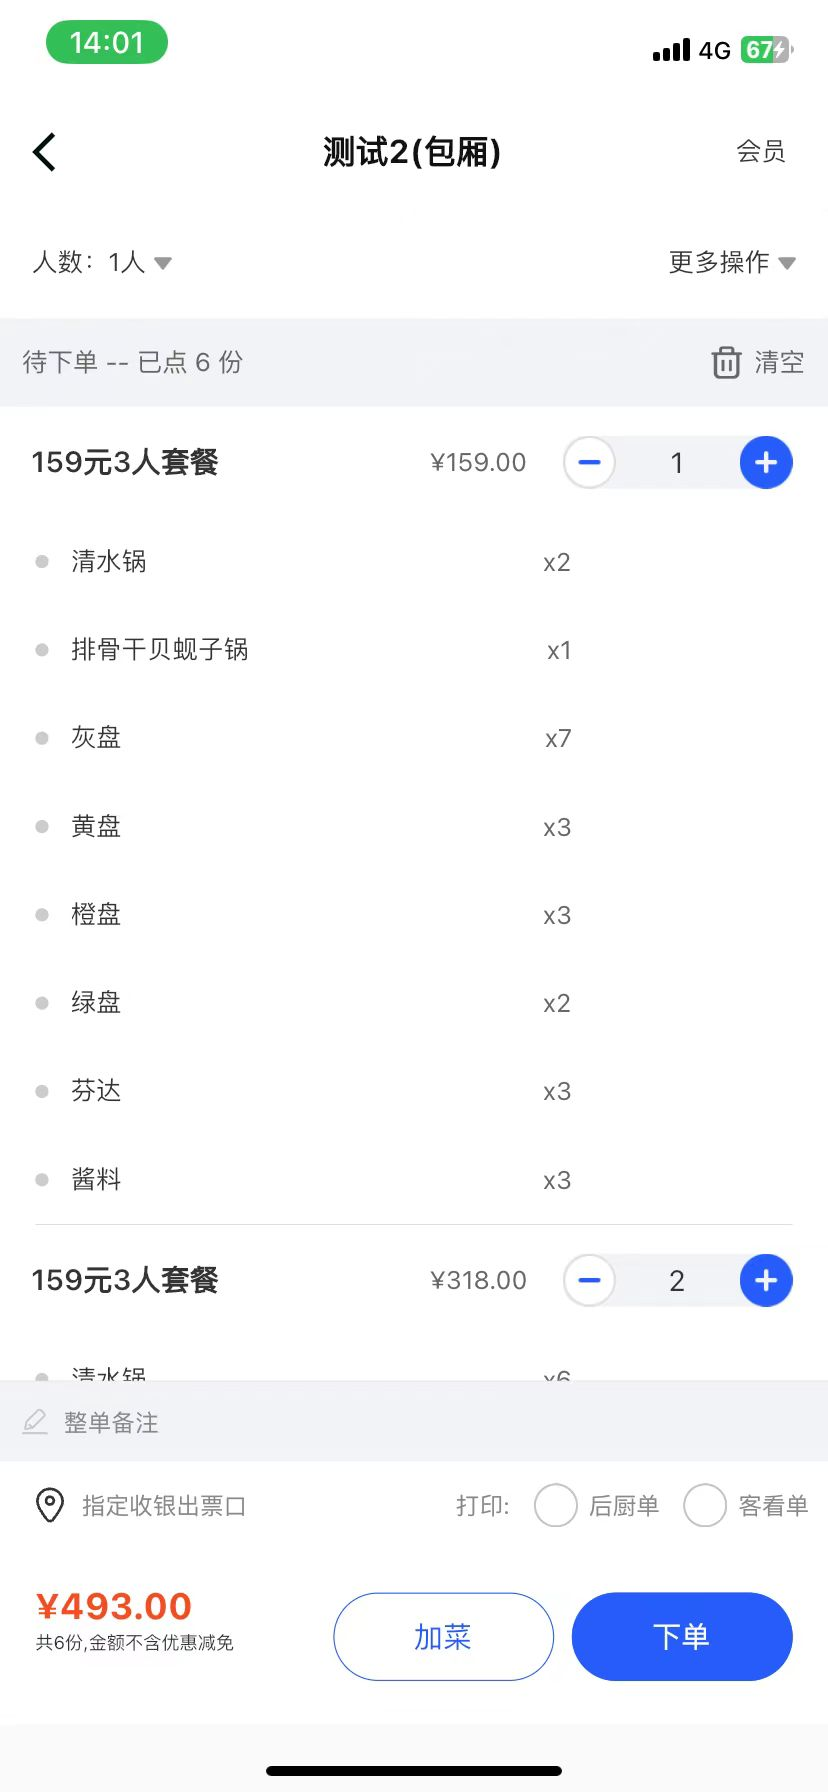 14:01
4G 67
测试2(包厢)
会员
人数：1人
更多操作
待下单 -- 已点 6 份
清空
159元3人套餐 ¥159.00 1
清水锅 x2
排骨干贝蚬子锅 x1
灰盘 x7
黄盘 x3
橙盘 x3
绿盘 x2
芬达 x3
酱料 x3
159元3人套餐 ¥318.00 2
清水锅 x6
整单备注
指定收银出票口
打印: 后厨单 客看单
¥493.00
共6份,金额不含优惠减免
加菜
下单